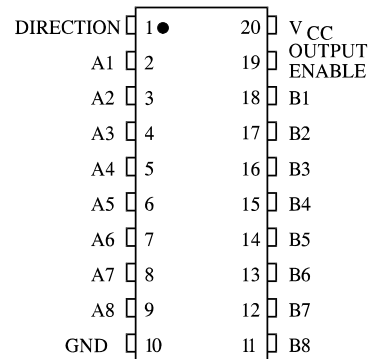 DIRECTION 1 20 VCC
A1 2 19 OUTPUT ENABLE
A2 3 18 B1
A3 4 17 B2
A4 5 16 B3
A5 6 15 B4
A6 7 14 B5
A7 8 13 B6
A8 9 12 B7
GND 10 11 B8